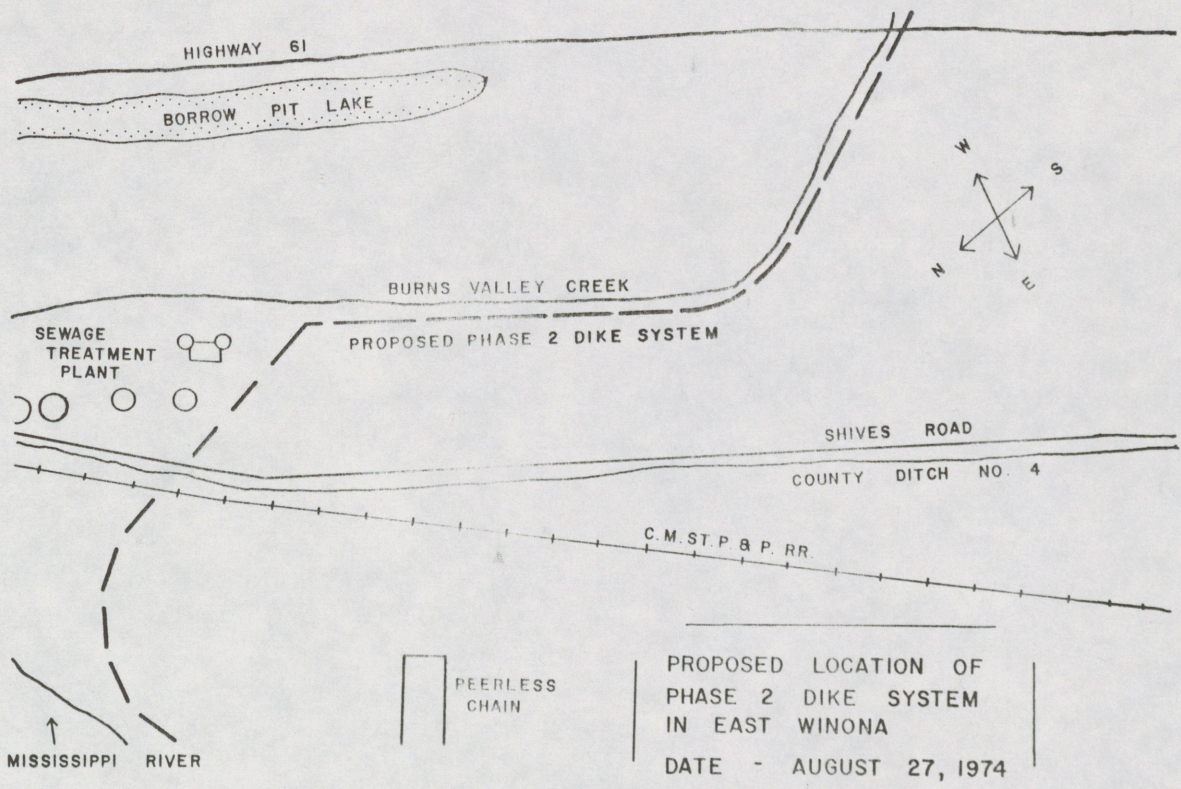 HIGHWAY 61
BORROW PIT LAKE
W
S
N
E
BURNS VALLEY CREEK
PROPOSED PHASE 2 DIKE SYSTEM
SEWAGE
TREATMENT
PLANT
SHIVES ROAD
COUNTY DITCH NO. 4
C.M.ST.P. & P. RR.
PEERLESS
CHAIN
MISSISSIPPI RIVER
PROPOSED LOCATION OF
PHASE 2 DIKE SYSTEM
IN EAST WINONA
DATE - AUGUST 27, 1974